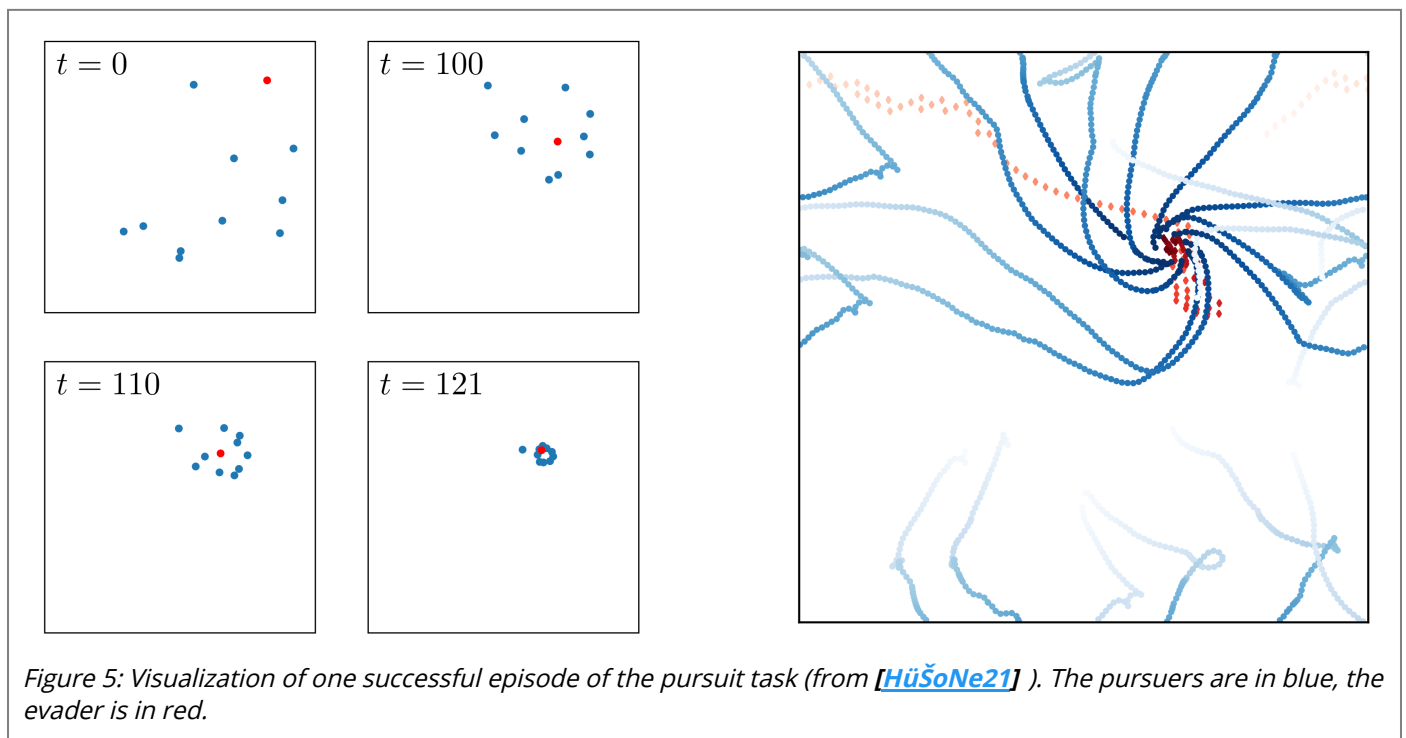 t = 0
t = 100
t = 110
t = 121
Figure 5: Visualization of one successful episode of the pursuit task (from [HüŠoNe21] ). The pursuers are in blue, the
evader is in red.